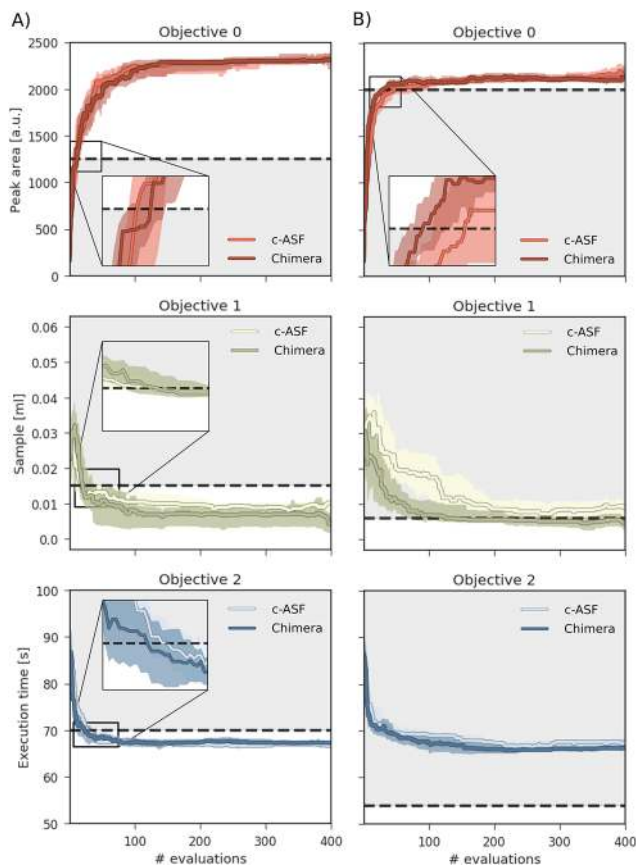 A)
B)
Objective 0
Objective 0
2500
2000
1500
1000
500
0
Peak area [a.u.]
c-ASF
Chimera
c-ASF
Chimera
Objective 1
Objective 1
0.06
0.05
0.04
0.03
0.02
0.01
0.0
Sample [ml]
c-ASF
Chimera
c-ASF
Chimera
Objective 2
Objective 2
100
90
80
70
60
50
Execution time [s]
c-ASF
Chimera
c-ASF
Chimera
100 200 300 400
100 200 300 400
# evaluations
# evaluations